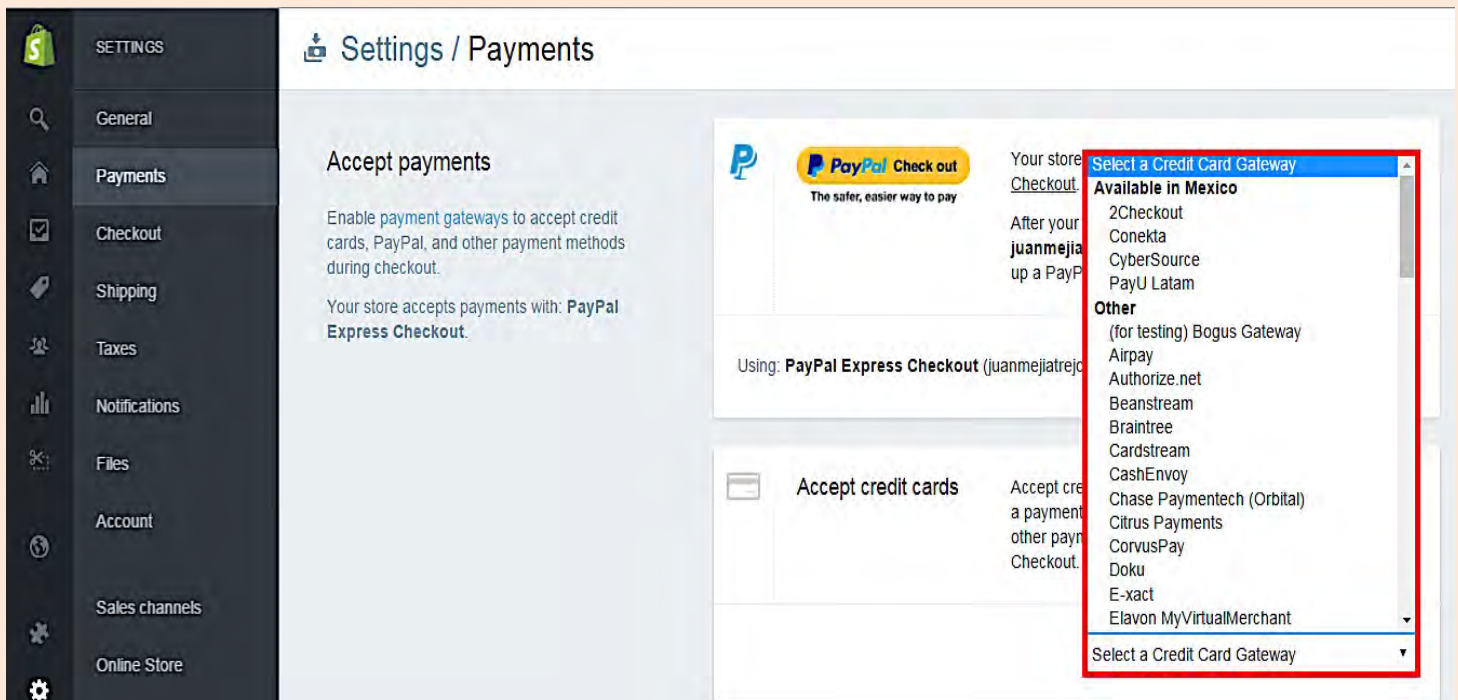 SETTINGS
General
Payments
Checkout
Shipping
Taxes
Notifications
Files
Account
Sales channels
Online Store
Settings / Payments
Accept payments
Enable payment gateways to accept credit
cards, PayPal, and other payment methods
during checkout.
Your store accepts payments with: PayPal
Express Checkout.
PayPal Check out
The safer, easier way to pay
Your store
Checkout.
After your
juanmejia
up a PayP
Using: PayPal Express Checkout (juanmejiatrejo
Accept credit cards
Accept cre
a payment
other payn
Checkout.
Select a Credit Card Gateway
Available in Mexico
2Checkout
Conekta
CyberSource
PayU Latam
Other
(for testing) Bogus Gateway
Airpay
Authorize.net
Beanstream
Braintree
Cardstream
CashEnvoy
Chase Paymentech (Orbital)
Citrus Payments
CorvusPay
Doku
E-xact
Elavon MyVirtualMerchant
Select a Credit Card Gateway